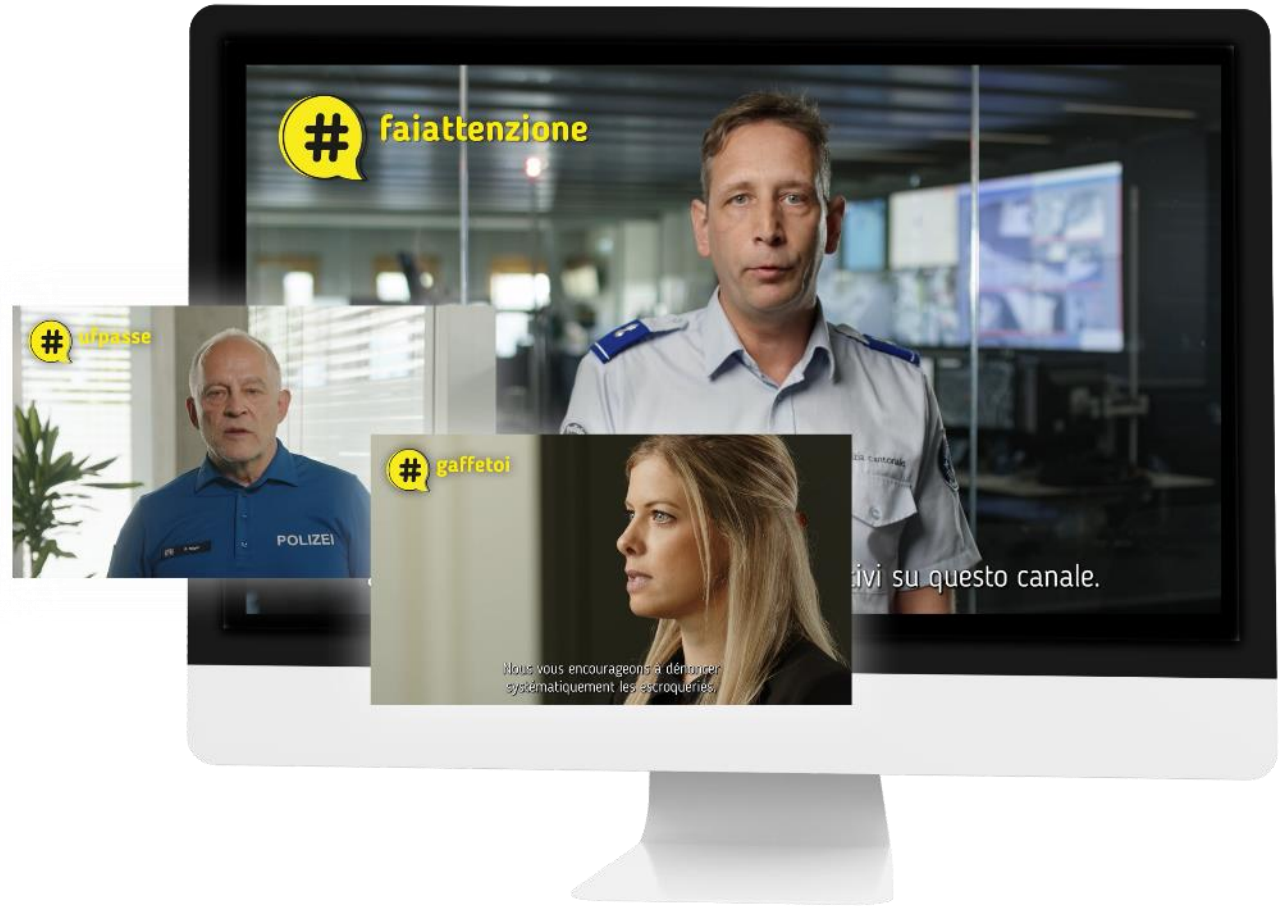 # faiattenzione
# ufpasse
POLIZEI
# gaffetoi
tivi su questo canale.
Nous vous encourageons à dénoncer
systématiquement les escroqueries.